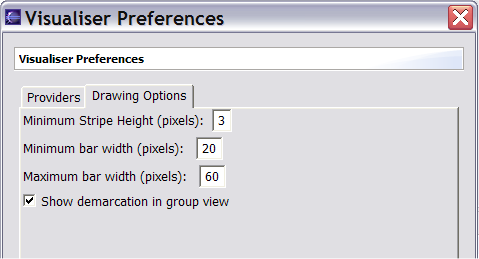 Visualiser Preferences
Visualiser Preferences
Providers Drawing Options
Minimum Stripe Height (pixels): 3
Minimum bar width (pixels): 20
Maximum bar width (pixels): 60
Show demarcation in group view